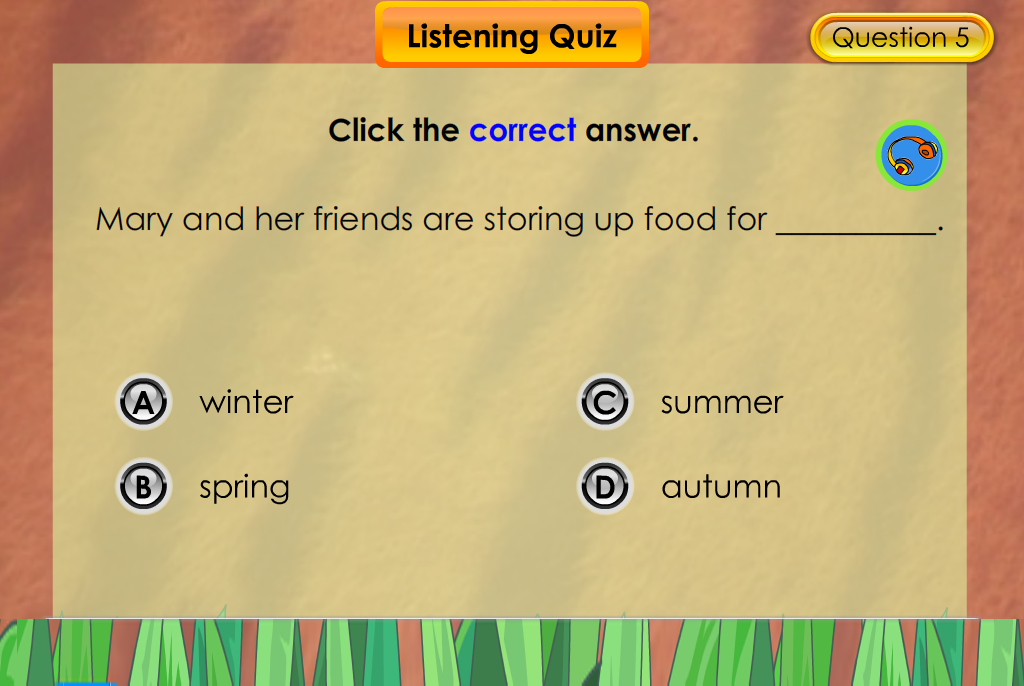 Listening Quiz
Question 5
Click the correct answer.
Mary and her friends are storing up food for __________.
A winter
C summer
B spring
D autumn